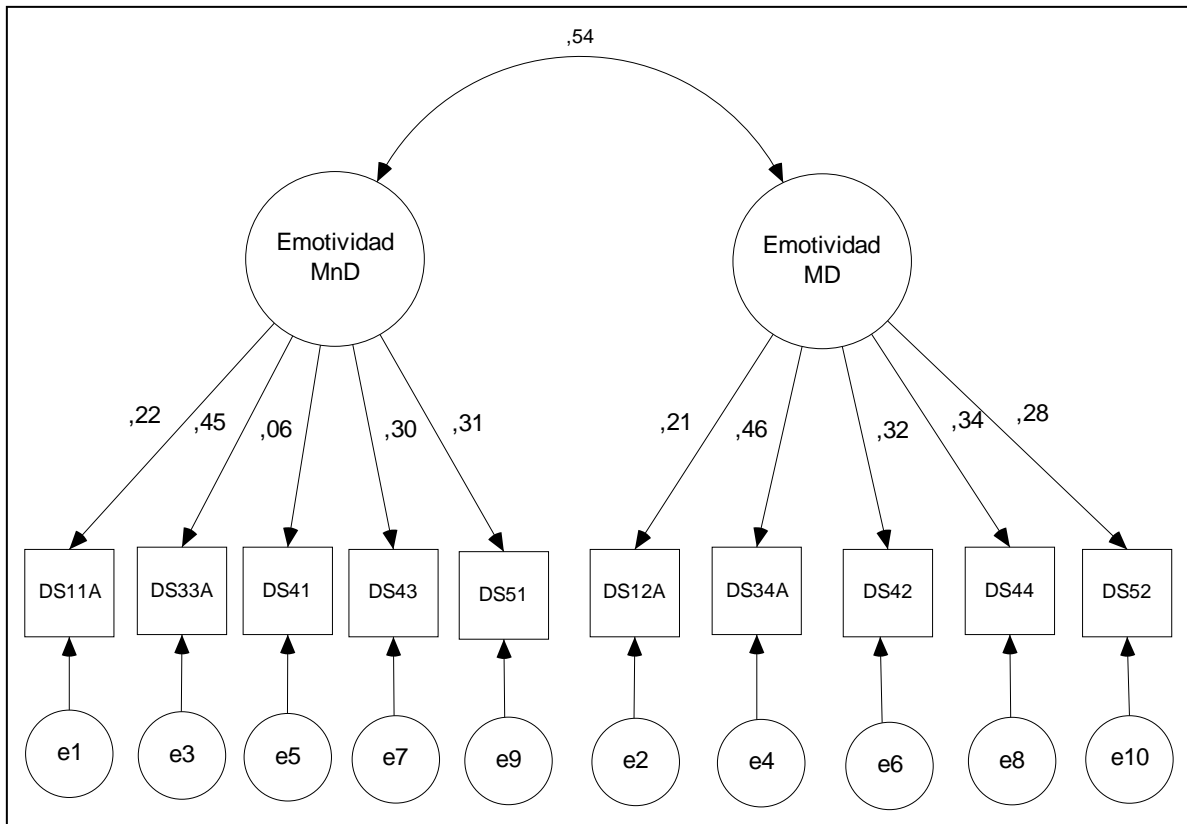 ,54
Emotividad
MnD
Emotividad
MD
,22
,45
,06
,30
,31
,21
,46
,32
,34
,28
DS11A
DS33A
DS41
DS43
DS51
DS12A
DS34A
DS42
DS44
DS52
e1
e3
e5
e7
e9
e2
e4
e6
e8
e10